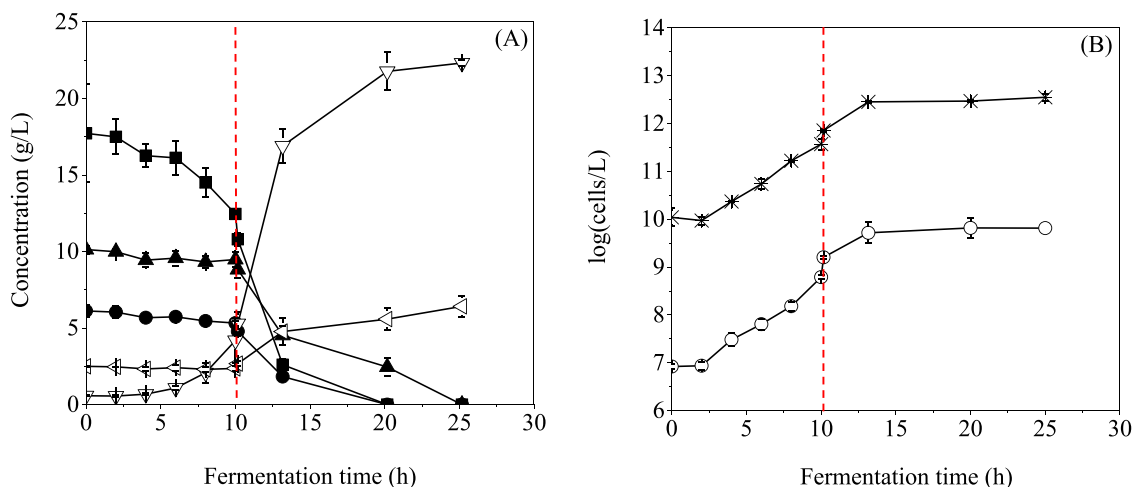 (A)
Concentration (g/L)
25
20
15
10
5
0
0 5 10 15 20 25 30
Fermentation time (h)
(B)
log(cells/L)
14
13
12
11
10
9
8
7
6
0 5 10 15 20 25 30
Fermentation time (h)